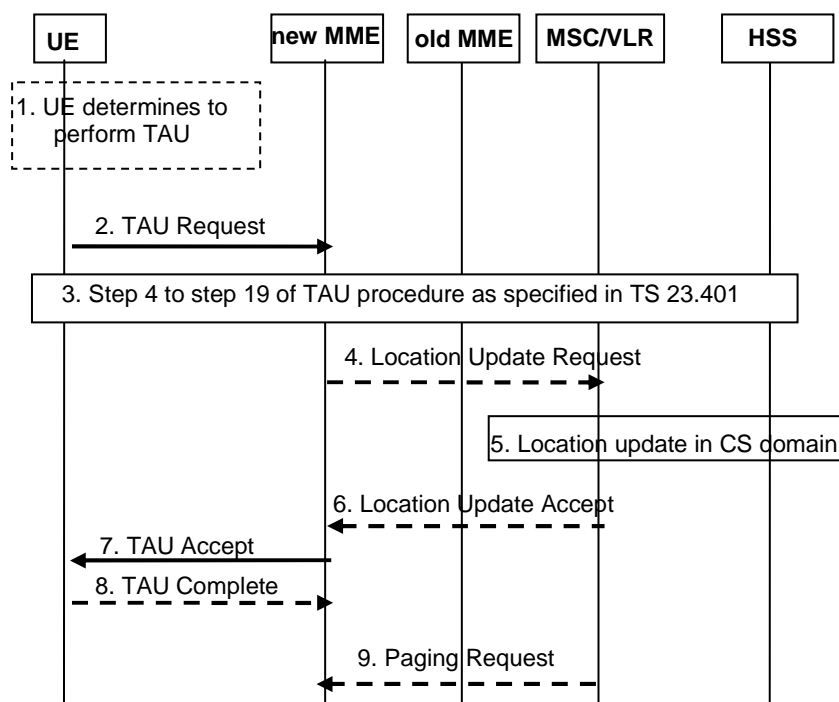 UE
new MME
old MME
MSC/VLR
HSS
1. UE determines to
perform TAU
2. TAU Request
3. Step 4 to step 19 of TAU procedure as specified in TS 23.401
4. Location Update Request
5. Location update in CS domain
6. Location Update Accept
7. TAU Accept
8. TAU Complete
9. Paging Request